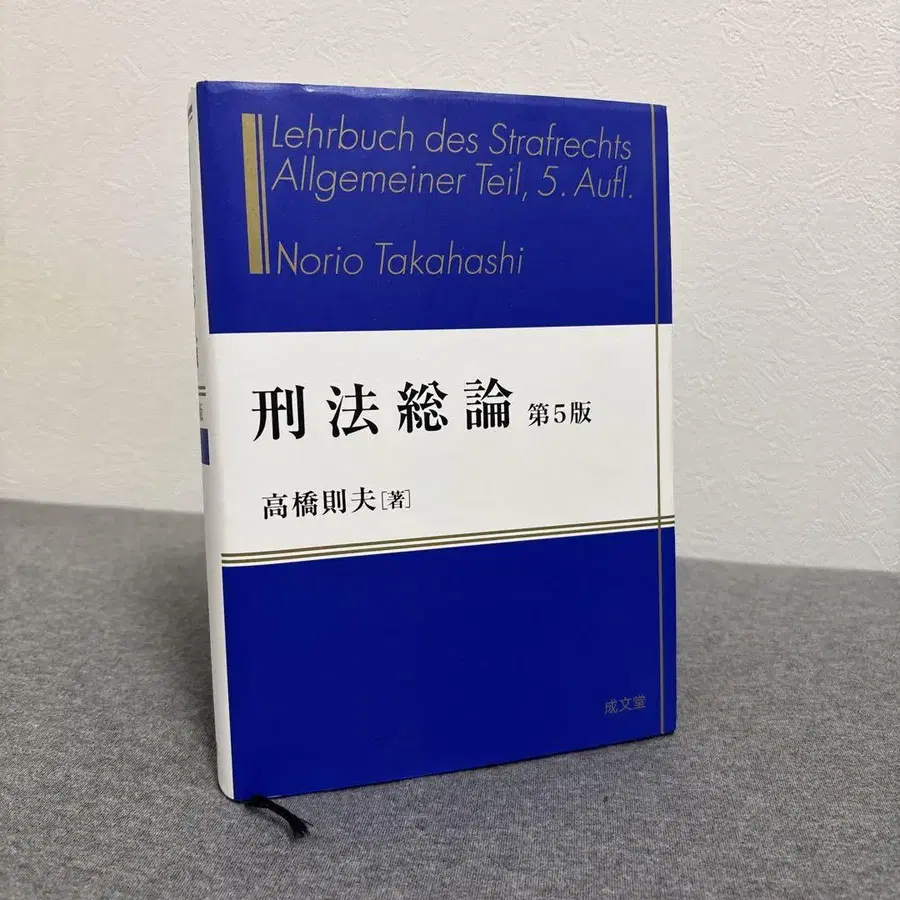 Lehrbuch des Strafrechts
Allgemeiner Teil, 5. Aufl.
Norio Takahashi
刑法総論 第5版
高橋則夫[著]
成文堂